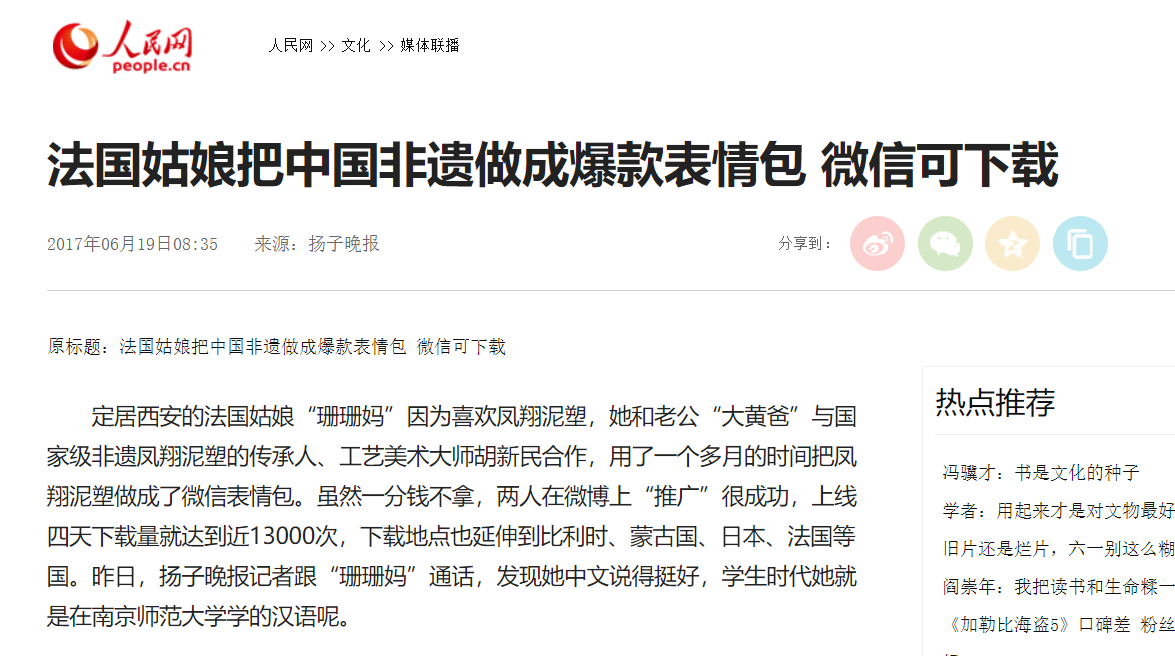 人民网
people.cn
人民网 >> 文化 >> 媒体联播
法国姑娘把中国非遗做成爆款表情包 微信可下载
2017年06月19日08:35 来源：扬子晚报
分享到：
原标题：法国姑娘把中国非遗做成爆款表情包 微信可下载
定居西安的法国姑娘“珊珊妈”因为喜欢凤翔泥塑，她和老公“大黄爸”与国
家级非遗凤翔泥塑的传承人、工艺美术大师胡新民合作，用了一个多月的时间把凤
翔泥塑做成了微信表情包。虽然一分钱不拿，两人在微博上“推广”很成功，上线
四天下载量就达到近13000次，下载地点也延伸到比利时、蒙古国、日本、法国等
国。昨日，扬子晚报记者跟“珊珊妈”通话，发现她中文说得挺好，学生时代她就
是在南京师范大学学的汉语呢。
热点推荐
冯骥才：书是文化的种子
学者：用起来才是对文物最好
旧片还是烂片，六一别这么糊
阎崇年：我把读书和生命糅一
《加勒比海盗5》口碑差 粉丝